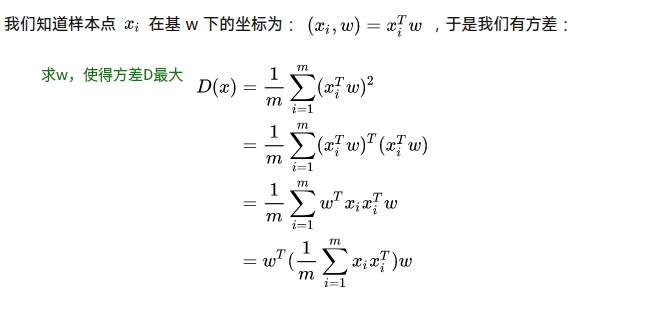 我们知道样本点 $x_i$ 在基 w 下的坐标为：$(x_i, w) = x_i^T w$ ，于是我们有方差：
求w，使得方差D最大 $D(x) = \frac{1}{m} \sum_{i=1}^{m} (x_i^T w)^2$
$= \frac{1}{m} \sum_{i=1}^{m} (x_i^T w)^T (x_i^T w)$
$= \frac{1}{m} \sum_{i=1}^{m} w^T x_i x_i^T w$
$= w^T (\frac{1}{m} \sum_{i=1}^{m} x_i x_i^T) w$